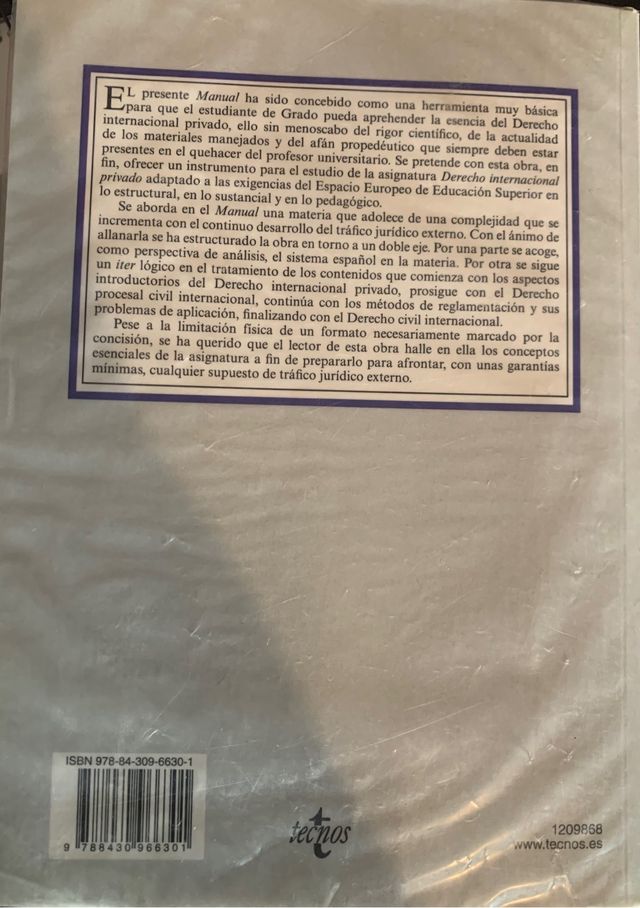 EL presente Manual ha sido concebido como una herramienta muy básica
para que el estudiante de Grado pueda aprehender la esencia del Derecho
internacional privado, ello sin menoscabo del rigor científico, de la actualidad
de los materiales manejados y del afán propedéutico que siempre deben estar
presentes en el quehacer del profesor universitario. Se pretende con esta obra, en
fin, ofrecer un instrumento para el estudio de la asignatura Derecho internacional
privado adaptado a las exigencias del Espacio Europeo de Educación Superior en
lo estructural, en lo sustancial y en lo pedagógico.
Se aborda en el Manual una materia que adolece de una complejidad que se
incrementa con el continuo desarrollo del tráfico jurídico externo. Con el ánimo de
allanarla se ha estructurado la obra en torno a un doble eje. Por una parte se acoge,
como perspectiva de análisis, el sistema español en la materia. Por otra se sigue
un íter lógico en el tratamiento de los contenidos que comienza con los aspectos
introductorios del Derecho internacional privado, prosigue con el Derecho
procesal civil internacional, continúa con los métodos de reglamentación y sus
problemas de aplicación, finalizando con el Derecho civil internacional.
Pese a la limitación física de un formato necesariamente marcado por la
concisión, se ha querido que el lector de esta obra halle en ella los conceptos
esenciales de la asignatura a fin de prepararlo para afrontar, con unas garantías
mínimas, cualquier supuesto de tráfico jurídico externo.
ISBN 978-84-309-6630-1
9 788430 966301
tecnos
1209868
www.tecnos.es